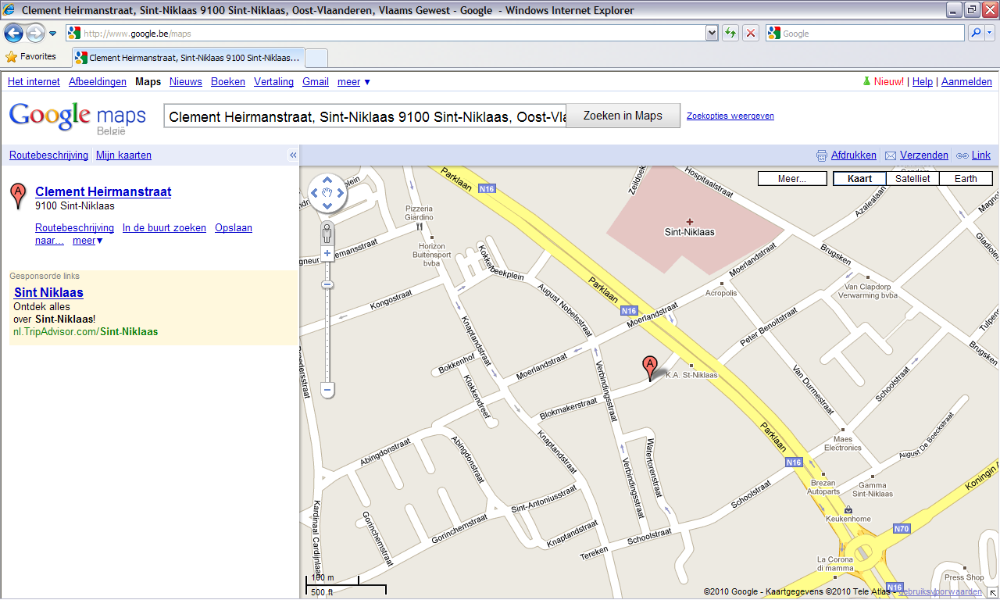 Clement Heirmanstraat, Sint-Niklaas 9100 Sint-Niklaas, Oost-Vlaanderen, Vlaams Gewest - Google - Windows Internet Explorer
http://www.google.be/maps
Google
Favorites
Clement Heirmanstraat, Sint-Niklaas 9100 Sint-Niklaas...
Het internet Afbeeldingen Maps Nieuws Boeken Vertaling Gmail meer ▼
Nieuw! | Help | Aanmelden
Google maps
België
Clement Heirmanstraat, Sint-Niklaas 9100 Sint-Niklaas, Oost-Vla
Zoeken in Maps
Zoekopties weergeven
Routebeschrijving Mijn kaarten «
Afdrukken Verzenden Link
A
Clement Heirmanstraat
9100 Sint-Niklaas
Routebeschrijving In de buurt zoeken Opslaan
naar... meer▼
Gesponsorde links
Sint Niklaas
Ontdek alles
over Sint-Niklaas!
nl.TripAdvisor.com/Sint-Niklaas
Meer... Kaart Satelliet Earth
Parklaan
N16
Hospitaalstraat
Azalealaan
Pizzeria
Giardino
Sint-Niklaas
Horizon
Buitensport
bvba
Kokkelbeekplein
Moerlandstraat
Brugsken
Kongostraat
Parklaan
Acropolis
Van Clapdorp
Verwarming bvba
August Nobelsstraat
N16
Moerlandstraat
Peter Benoitstraat
Knaptandstraat
Brugsken
Bokkenhof
Moerlandstraat
A
K.A. St-Niklaas
Klokkendreef
Verbindingsstraat
Van Durmestraat
Schoolstraat
Blokmakerstraat
Parklaan
Maes
Electronics
August De Boeckstraat
Abingdonstraat
Abingdonstraat
Knaptandstraat
Watertorenstraat
Verbindingsstraat
N16
Brezan
Autoparts
Gamma
Sint-Niklaas
Koningin A
Sint-Antoniusstraat
Schoolstraat
Keukenhome
Kardinaal Cardijnlaan
Gorinchemstraat
Gorinchemstraat
Knaptandstraat
Schoolstraat
N70
Tereken
La Corona
di mamma
Press Shop
100 m
500 ft
N16
©2010 Google - Kaartgegevens ©2010 Tele Atlas - gebruiksvoorwaarden